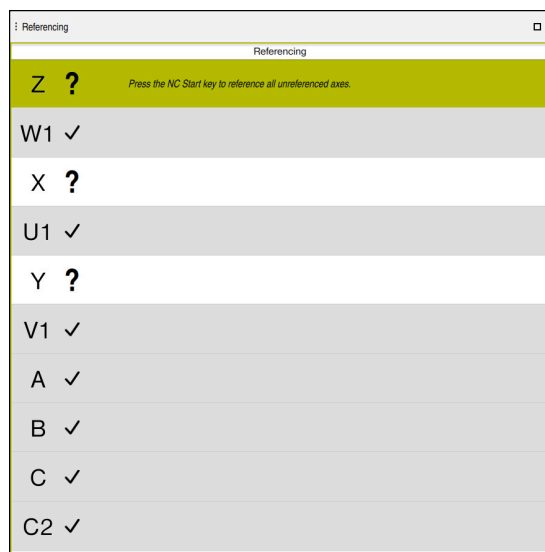 Referencing
Referencing
Z ? Press the NC Start key to reference all unreferenced axes.
W1 ✓
X ?
U1 ✓
Y ?
V1 ✓
A ✓
B ✓
C ✓
C2 ✓